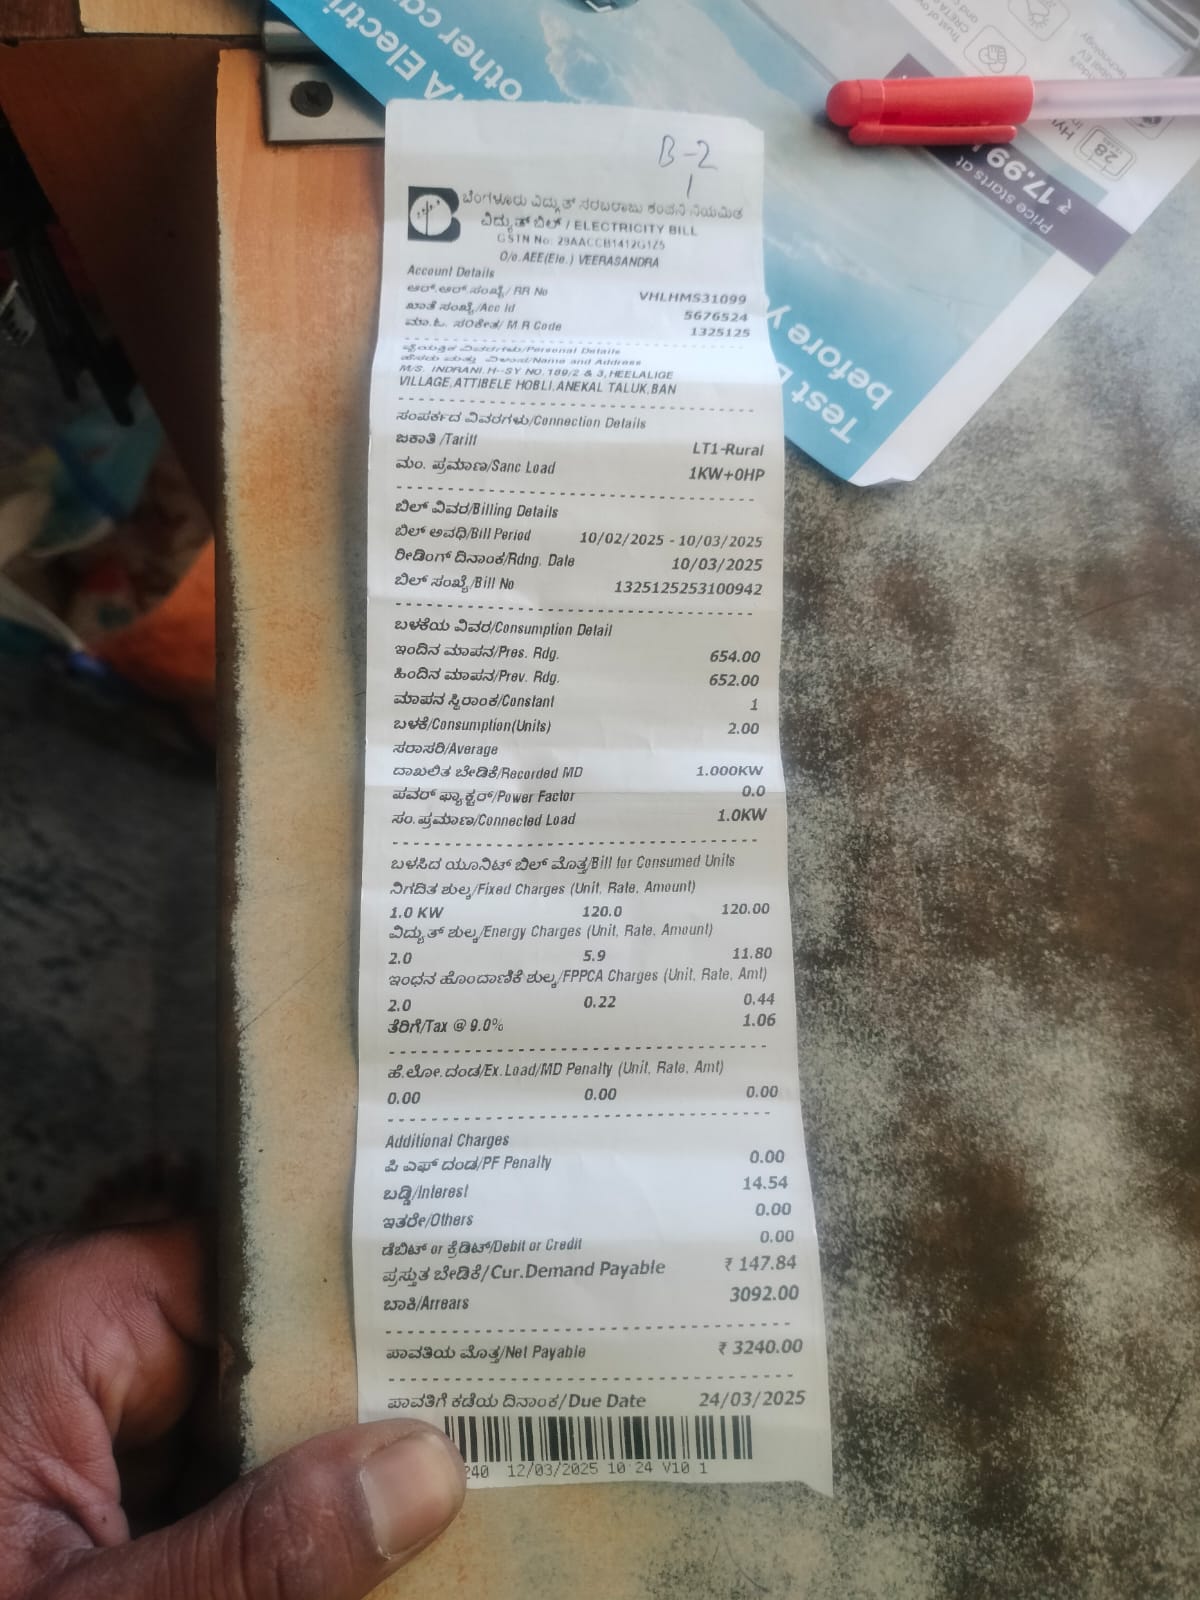 B-2
1
ಬೆಂಗಳೂರು ವಿದ್ಯುತ್ ಸರಬರಾಜು ಕಂಪನಿ ನಿಯಮಿತ
ವಿದ್ಯುತ್ ಬಿಲ್ / ELECTRICITY BILL
GSTN No: 29AACCB1412G1Z5
O/o.AEE(Ele.) VEERASANDRA
Account Details
ಆರ್.ಆರ್.ಸಂಖ್ಯೆ/ RR No VHLHMS31099
ಖಾತೆ ಸಂಖ್ಯೆ/Acc Id 5676524
ಮಾ.ಓ. ಸಂಕೇತ/ M.R Code 1325125
ವೈಯಕ್ತಿಕ ವಿವರಗಳು/Personal Details
ಹೆಸರು ಮತ್ತು ವಿಳಾಸ/Name and Address
M/S. INDRANI.H--SY NO.189/2 & 3,HEELALIGE
VILLAGE,ATTIBELE HOBLI,ANEKAL TALUK,BAN
ಸಂಪರ್ಕದ ವಿವರಗಳು/Connection Details
ಜಕಾತಿ /Tariff LT1-Rural
ಮಂ. ಪ್ರಮಾಣ/Sanc Load 1KW+0HP
ಬಿಲ್ ವಿವರ/Billing Details
ಬಿಲ್ ಅವಧಿ/Bill Period 10/02/2025 - 10/03/2025
ರೀಡಿಂಗ್ ದಿನಾಂಕ/Rdng. Date 10/03/2025
ಬಿಲ್ ಸಂಖ್ಯೆ/Bill No 1325125253100942
ಬಳಕೆಯ ವಿವರ/Consumption Detail
ಇಂದಿನ ಮಾಪನ/Pres. Rdg. 654.00
ಹಿಂದಿನ ಮಾಪನ/Prev. Rdg. 652.00
ಮಾಪನ ಸ್ಥಿರಾಂಕ/Constant 1
ಬಳಕೆ/Consumption(Units) 2.00
ಸರಾಸರಿ/Average
ದಾಖಲಿತ ಬೇಡಿಕೆ/Recorded MD 1.000KW
ಪವರ್ ಫ್ಯಾಕ್ಟರ್/Power Factor 0.0
ಸಂ.ಪ್ರಮಾಣ/Connected Load 1.0KW
ಬಳಸಿದ ಯೂನಿಟ್ ಬಿಲ್ ಮೊತ್ತ/Bill for Consumed Units
ನಿಗದಿತ ಶುಲ್ಕ/Fixed Charges (Unit, Rate, Amount)
1.0 KW 120.0 120.00
ವಿದ್ಯುತ್ ಶುಲ್ಕ/Energy Charges (Unit, Rate, Amount)
2.0 5.9 11.80
ಇಂಧನ ಹೊಂದಾಣಿಕೆ ಶುಲ್ಕ/FPPCA Charges (Unit, Rate, Amt)
2.0 0.22 0.44
ತೆರಿಗೆ/Tax @ 9.0% 1.06
ಹೆ.ಲೋ.ದಂಡ/Ex.Load/MD Penalty (Unit, Rate, Amt)
0.00 0.00 0.00
Additional Charges
ಪಿ ಎಫ್ ದಂಡ/PF Penalty 0.00
ಬಡ್ಡಿ/Interest 14.54
ಇತರೇ/Others 0.00
ಡೆಬಿಟ್ or ಕ್ರೆಡಿಟ್/Debit or Credit 0.00
ಪ್ರಸ್ತುತ ಬೇಡಿಕೆ/Cur.Demand Payable ₹ 147.84
ಬಾಕಿ/Arrears 3092.00
ಪಾವತಿಯ ಮೊತ್ತ/Net Payable ₹ 3240.00
ಪಾವತಿಗೆ ಕಡೆಯ ದಿನಾಂಕ/Due Date 24/03/2025
240 12/03/2025 10 24 V10 1
other
before
Price starts at
₹ 17.99